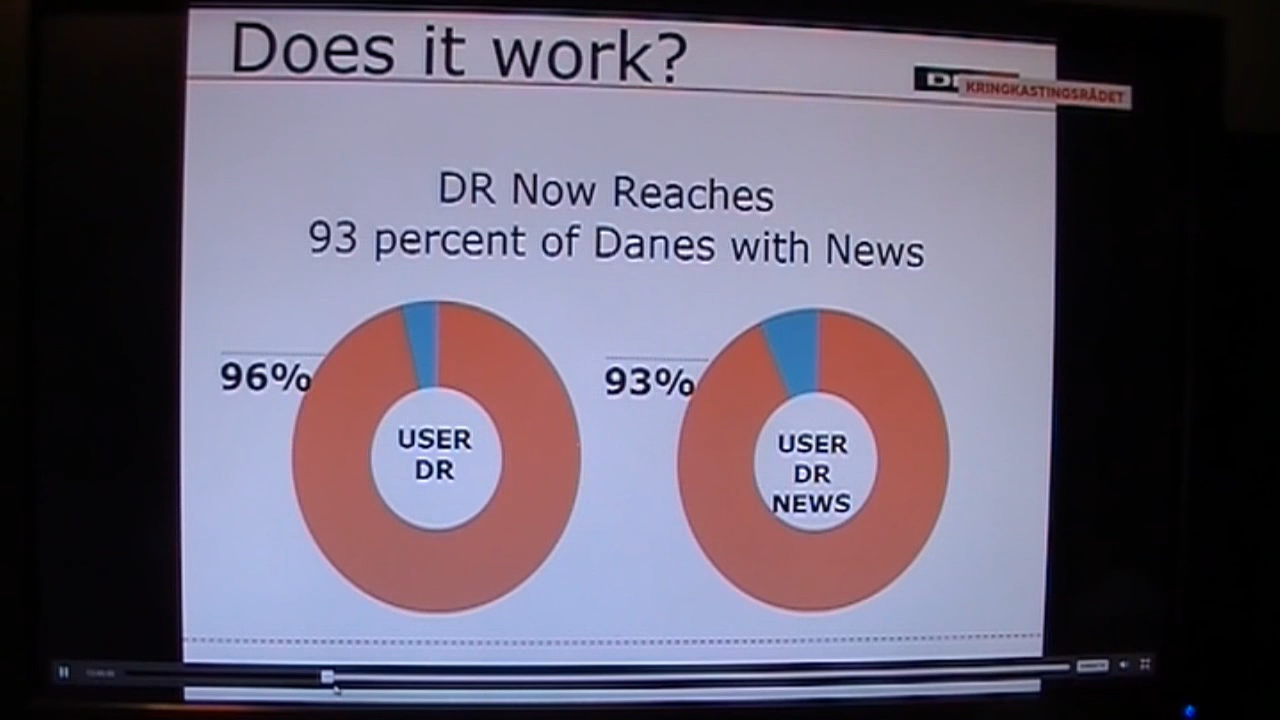 Does it work?
KRINGKASTINGSRÅDET
DR Now Reaches
93 percent of Danes with News
96%
USER
DR
93%
USER
DR
NEWS